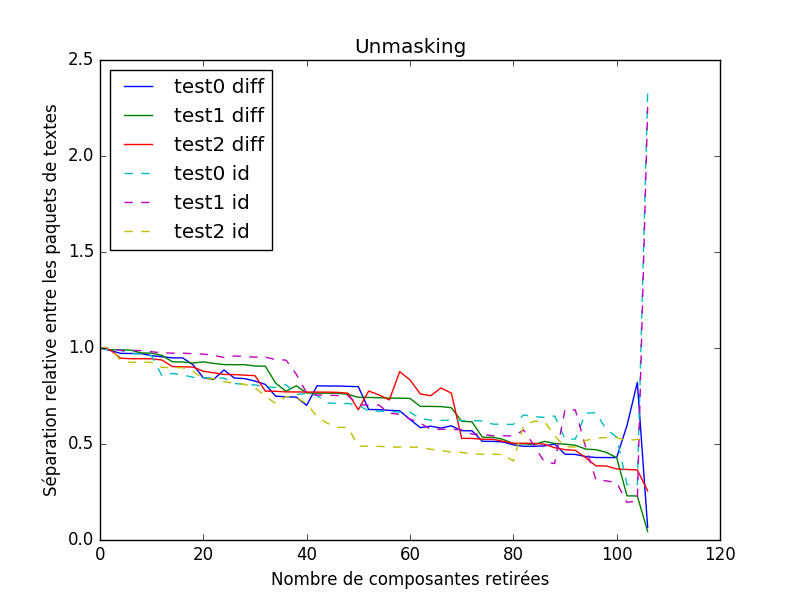 Unmasking
Séparation relative entre les paquets de textes
2.5
2.0
1.5
1.0
0.5
0.0
test0 diff
test1 diff
test2 diff
test0 id
test1 id
test2 id
0 20 40 60 80 100 120
Nombre de composantes retirées